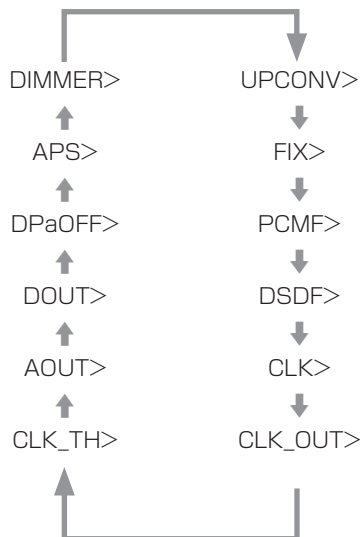 DIMMER>
UPCONV>
APS>
FIX>
DPaOFF>
PCMF>
DOUT>
DSDF>
AOUT>
CLK>
CLK_TH>
CLK_OUT>